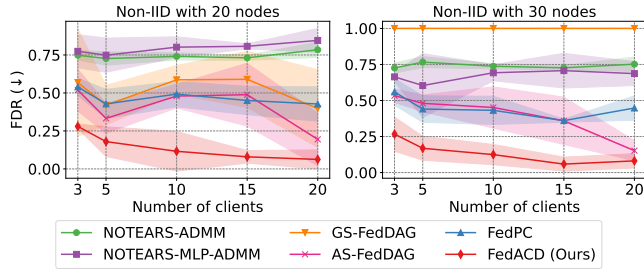 Non-IID with 20 nodes
Non-IID with 30 nodes
FDR (↓)
0.75
0.50
0.25
0.00
1.00
0.75
0.50
0.25
0.00
3 5 10 15 20
3 5 10 15 20
Number of clients
Number of clients
NOTEARS-ADMM
GS-FedDAG
FedPC
NOTEARS-MLP-ADMM
AS-FedDAG
FedACD (Ours)